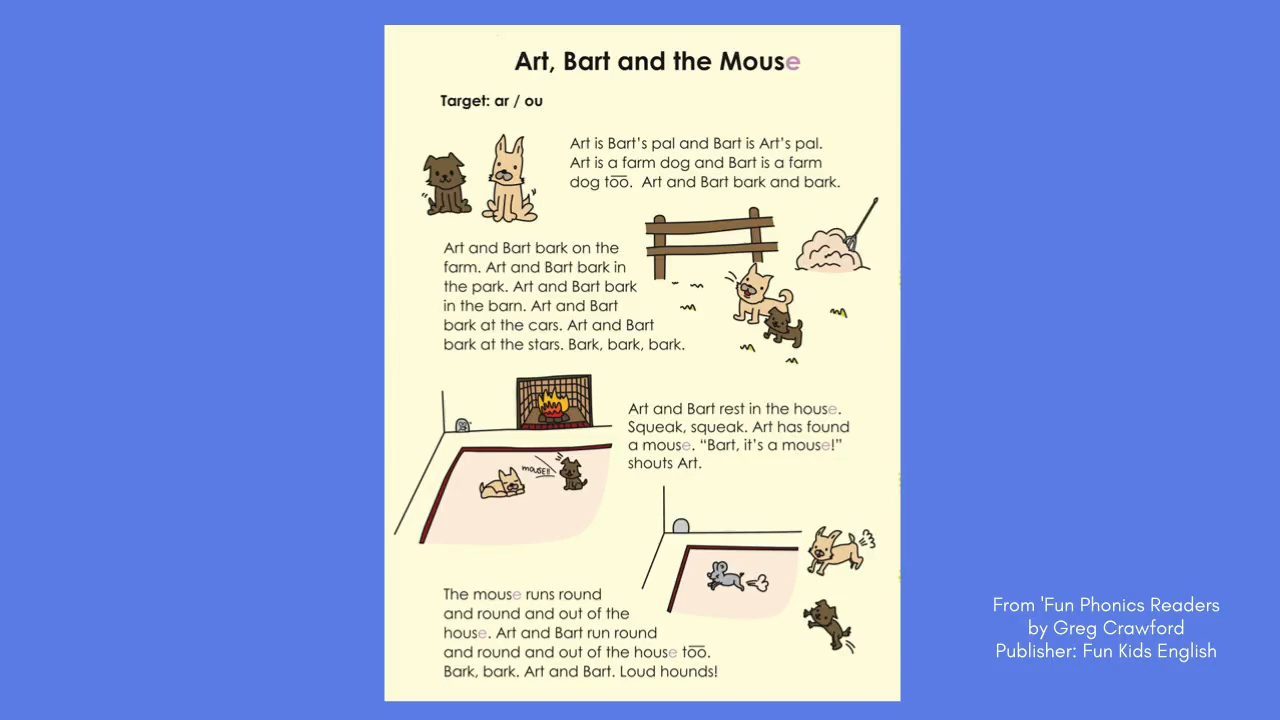 Art, Bart and the Mouse
Target: ar / ou
Art is Bart's pal and Bart is Art's pal.
Art is a farm dog and Bart is a farm
dog to͞o. Art and Bart bark and bark.
Art and Bart bark on the
farm. Art and Bart bark in
the park. Art and Bart bark
in the barn. Art and Bart
bark at the cars. Art and Bart
bark at the stars. Bark, bark, bark.
Art and Bart rest in the house.
Squeak, squeak. Art has found
a mouse. “Bart, it's a mouse!”
shouts Art.
mouse!!
The mouse runs round
and round and out of the
house. Art and Bart run round
and round and out of the house to͞o.
Bark, bark. Art and Bart. Loud hounds!
From 'Fun Phonics Readers
by Greg Crawford
Publisher: Fun Kids English